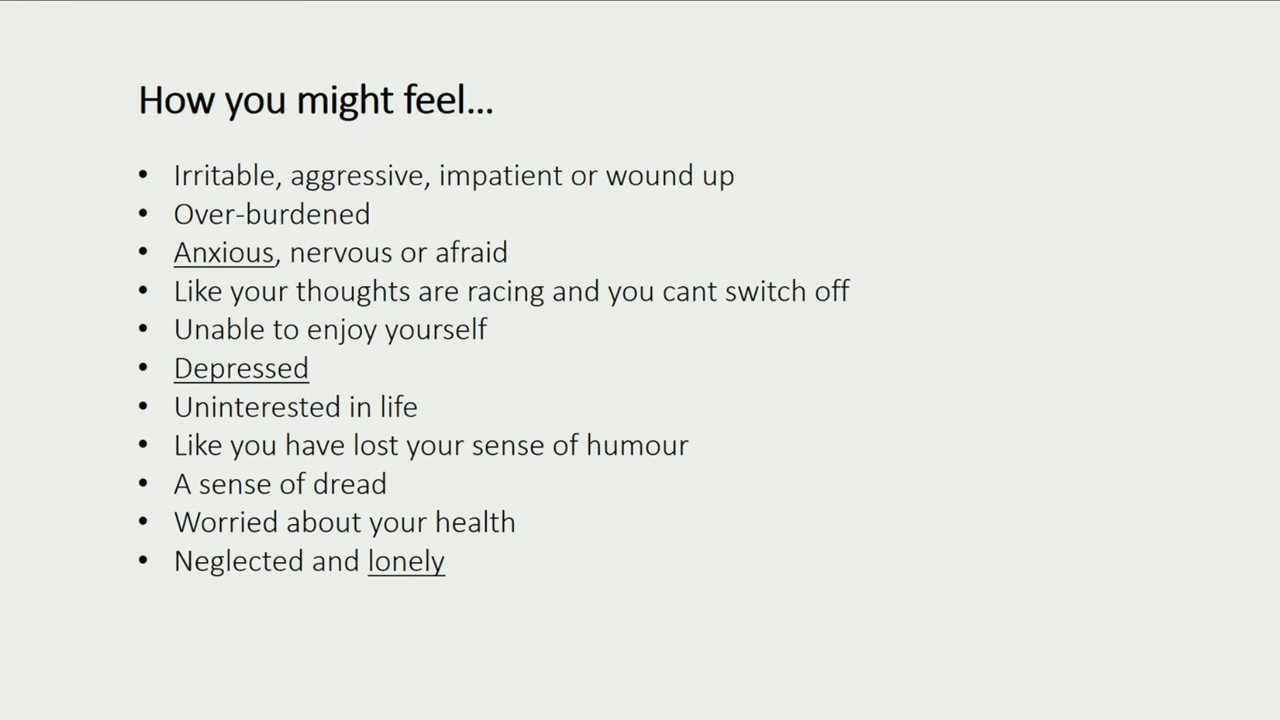 How you might feel...
• Irritable, aggressive, impatient or wound up
• Over-burdened
• Anxious, nervous or afraid
• Like your thoughts are racing and you cant switch off
• Unable to enjoy yourself
• Depressed
• Uninterested in life
• Like you have lost your sense of humour
• A sense of dread
• Worried about your health
• Neglected and lonely